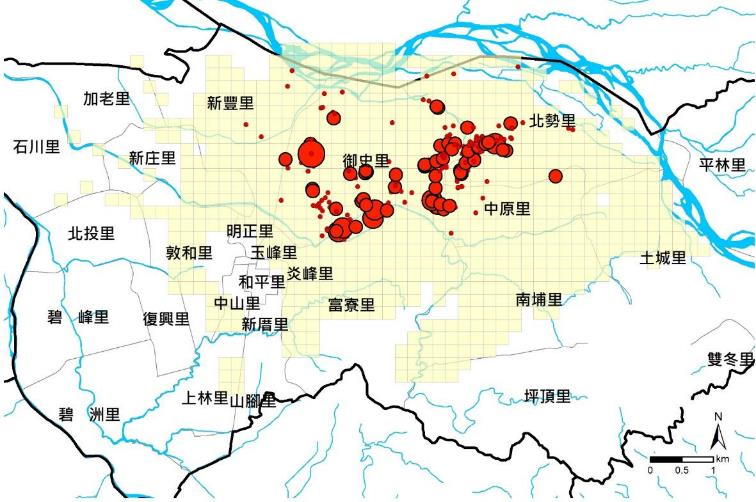 加老里
新豐里
北勢里
石川里
新庄里
御史里
平林里
中原里
北投里
明正里
敦和里
玉峰里
土城里
炎峰里
和平里
中山里
富寮里
南埔里
碧 峰里
復興里
新厝里
雙冬里
上林里
山腳里
坪頂里
碧 洲里
N
km
0 0.5 1